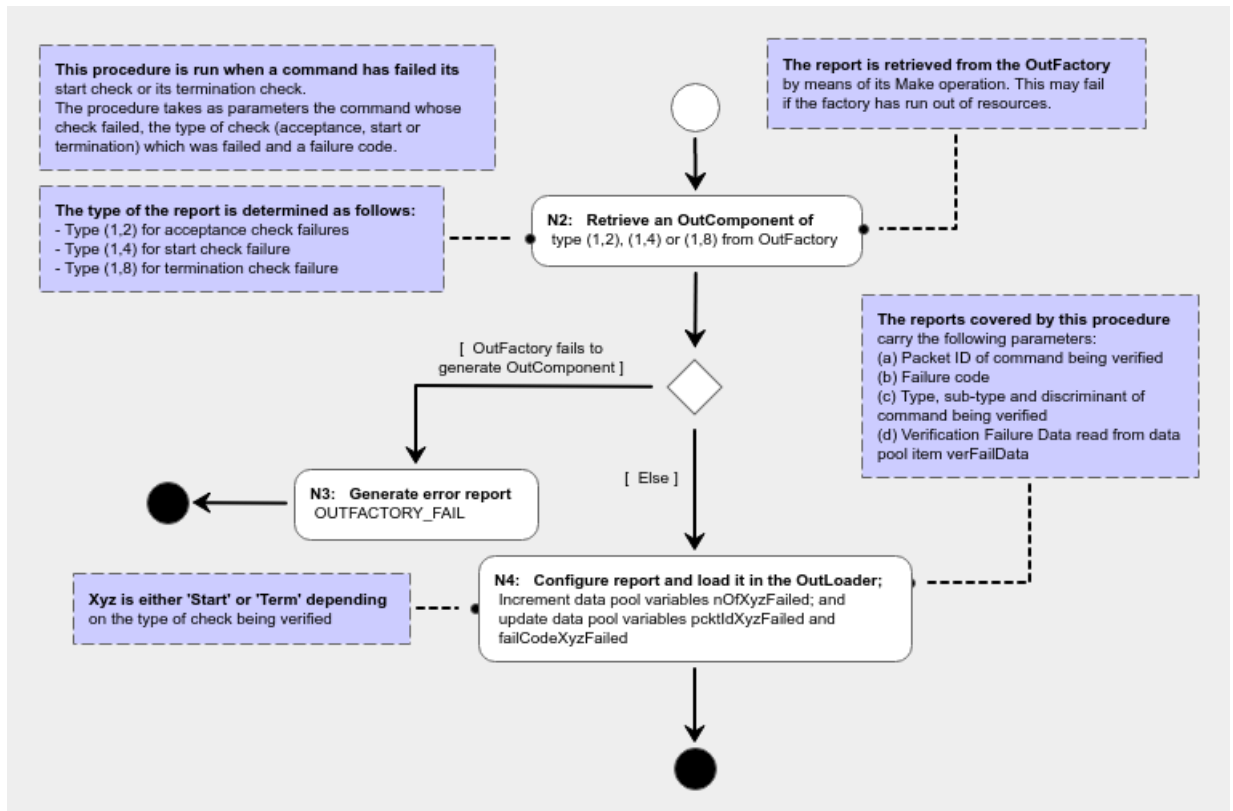 This procedure is run when a command has failed its
start check or its termination check.
The procedure takes as parameters the command whose
check failed, the type of check (acceptance, start or
termination) which was failed and a failure code.
The report is retrieved from the OutFactory
by means of its Make operation. This may fail
if the factory has run out of resources.
The type of the report is determined as follows:
- Type (1,2) for acceptance check failures
- Type (1,4) for start check failure
- Type (1,8) for termination check failure
N2: Retrieve an OutComponent of
type (1,2), (1,4) or (1,8) from OutFactory
The reports covered by this procedure
carry the following parameters:
(a) Packet ID of command being verified
(b) Failure code
(c) Type, sub-type and discriminant of
command being verified
(d) Verification Failure Data read from data
pool item verFailData
[ OutFactory fails to
generate OutComponent ]
[ Else ]
N3: Generate error report
OUTFACTORY_FAIL
N4: Configure report and load it in the OutLoader;
Increment data pool variables nOfXyzFailed; and
update data pool variables pcktIdXyzFailed and
failCodeXyzFailed
Xyz is either 'Start' or 'Term' depending
on the type of check being verified